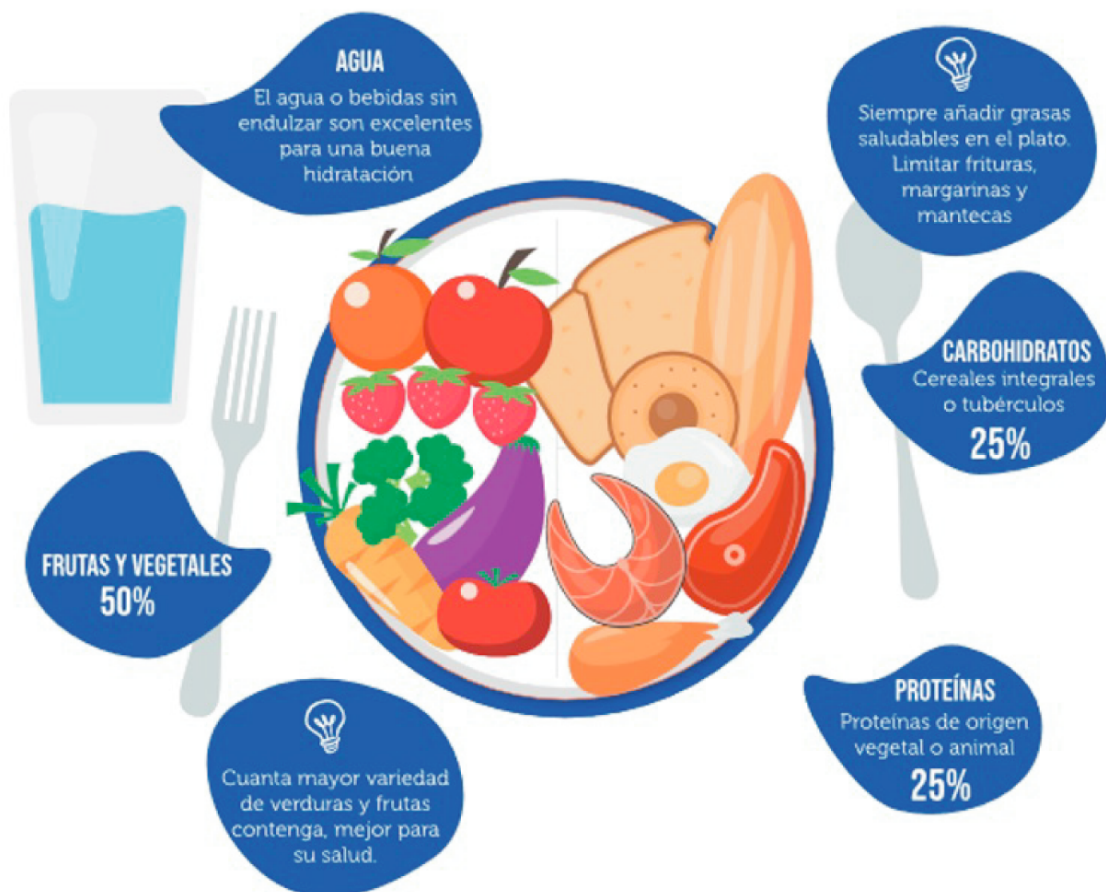 AGUA
El agua o bebidas sin
endulzar son excelentes
para una buena
hidratación
Siempre añadir grasas
saludables en el plato.
Limitar frituras,
margarinas y
mantecas
CARBOHIDRATOS
Cereales integrales
o tubérculos
25%
FRUTAS Y VEGETALES
50%
PROTEÍNAS
Proteínas de origen
vegetal o animal
25%
Cuanta mayor variedad
de verduras y frutas
contenga, mejor para
su salud.